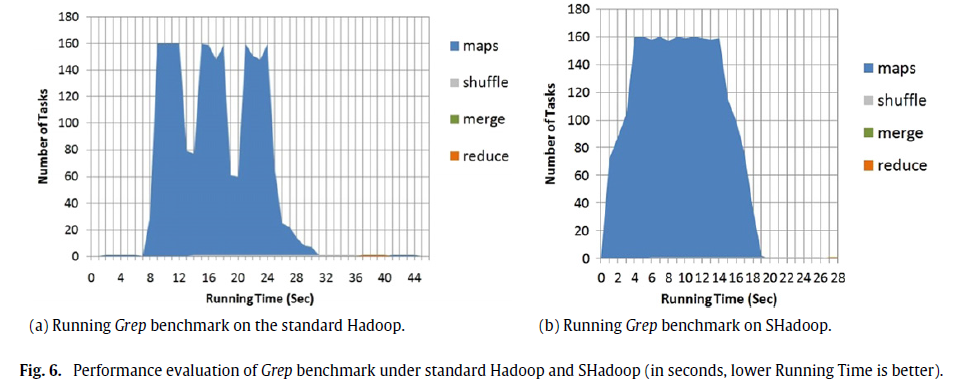 180
160
140
120
100
80
60
40
20
0
Number of Tasks
0 4 8 12 16 20 24 28 32 36 40 44
Running Time (Sec)
maps
shuffle
merge
reduce
(a) Running Grep benchmark on the standard Hadoop.
180
160
140
120
100
80
60
40
20
0
Number of Tasks
0 2 4 6 8 10 12 14 16 18 20 22 24 26 28
Running Time (Sec)
maps
shuffle
merge
reduce
(b) Running Grep benchmark on SHadoop.
Fig. 6. Performance evaluation of Grep benchmark under standard Hadoop and SHadoop (in seconds, lower Running Time is better).